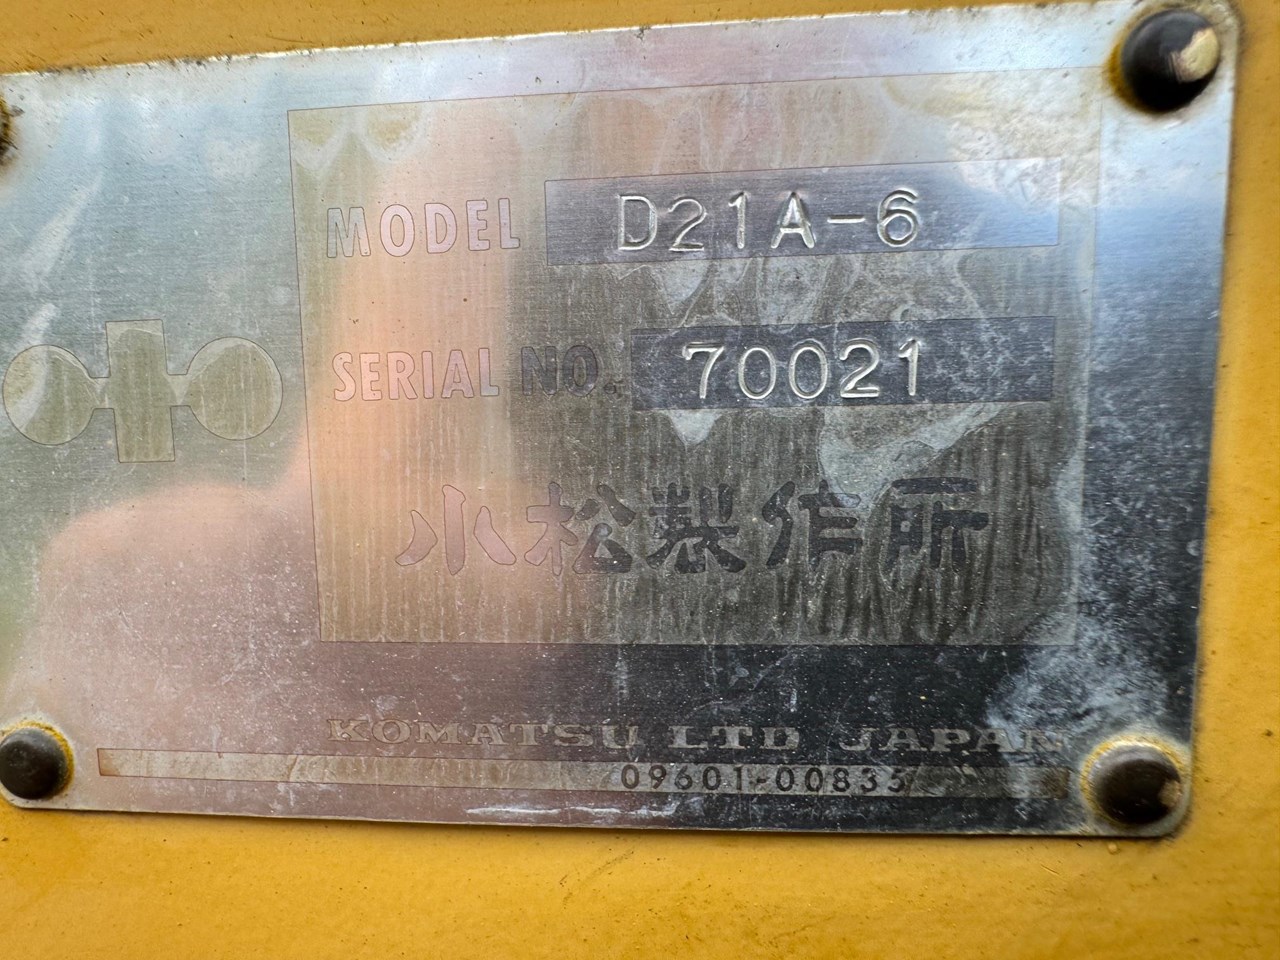 MODEL D21A-6
SERIAL NO. 70021
小松製作所
KOMATSU LTD JAPAN
09601-00835